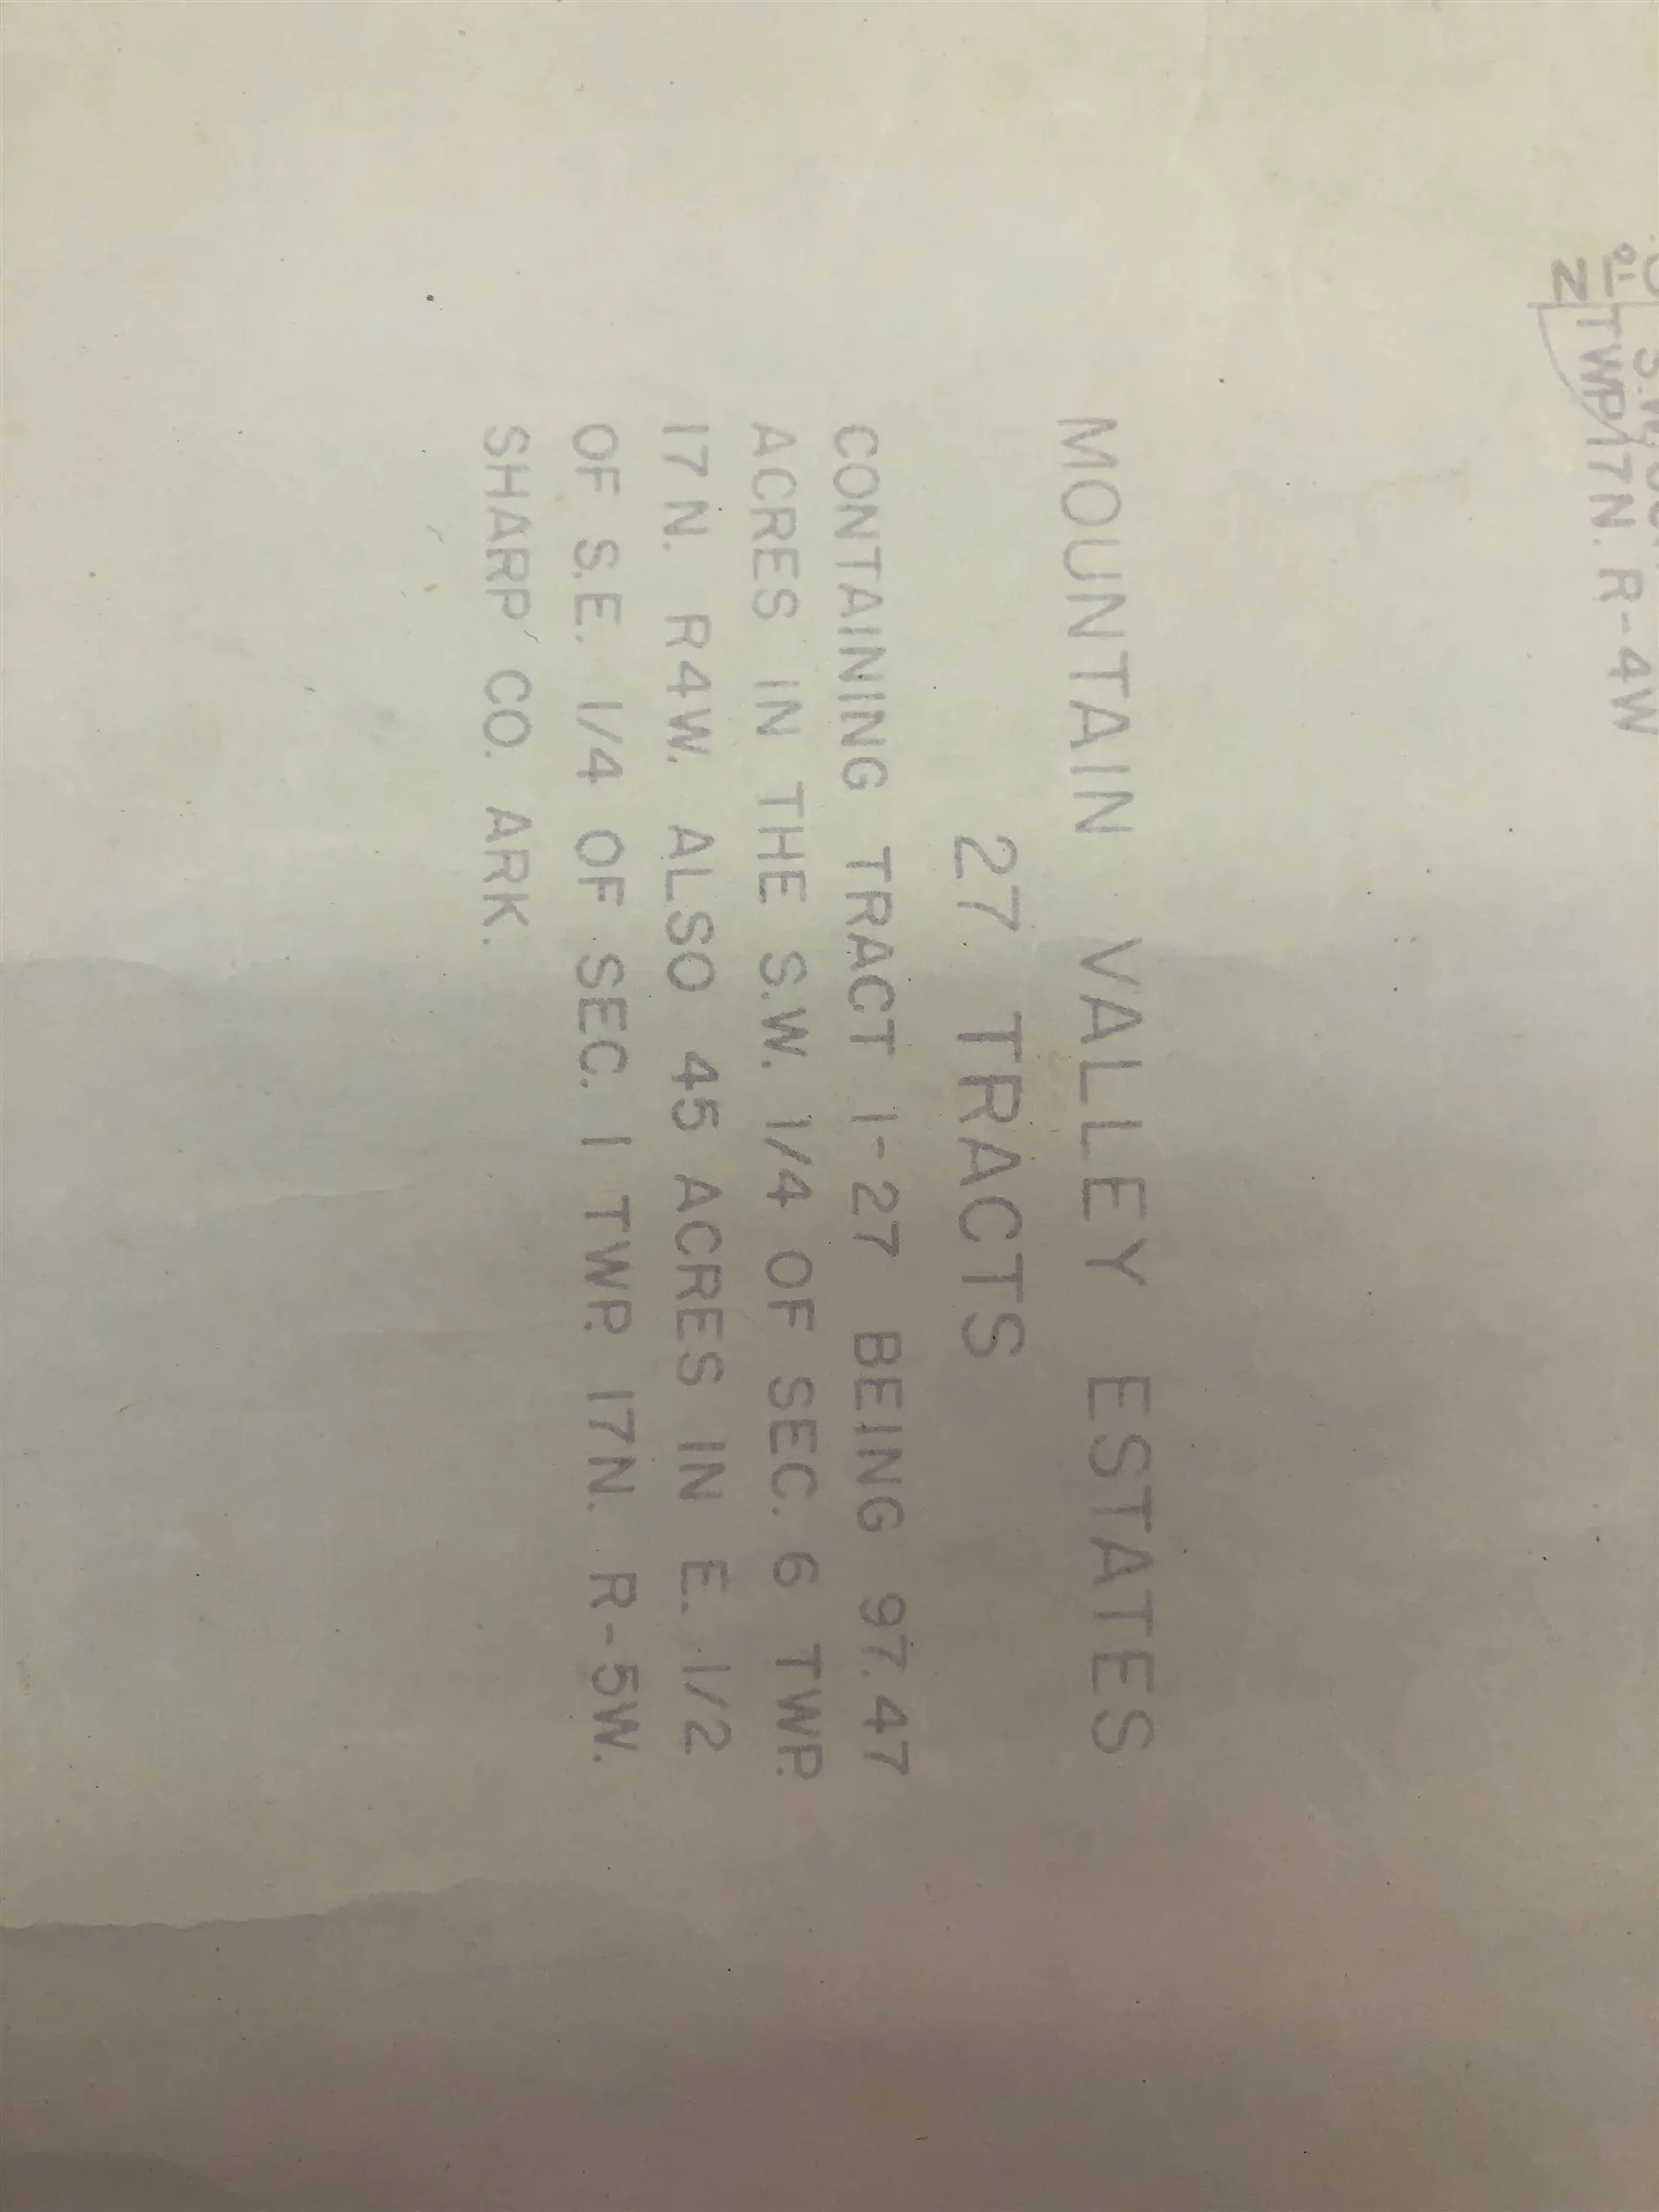 TWP 17N. R-4W
MOUNTAIN VALLEY ESTATES
27 TRACTS
CONTAINING TRACT 1-27 BEING 97.47
ACRES IN THE S.W. 1/4 OF SEC. 6 TWP.
17 N. R4W. ALSO 45 ACRES IN E. 1/2
OF S.E. 1/4 OF SEC. 1 TWP. 17N. R-5W.
SHARP CO. ARK.